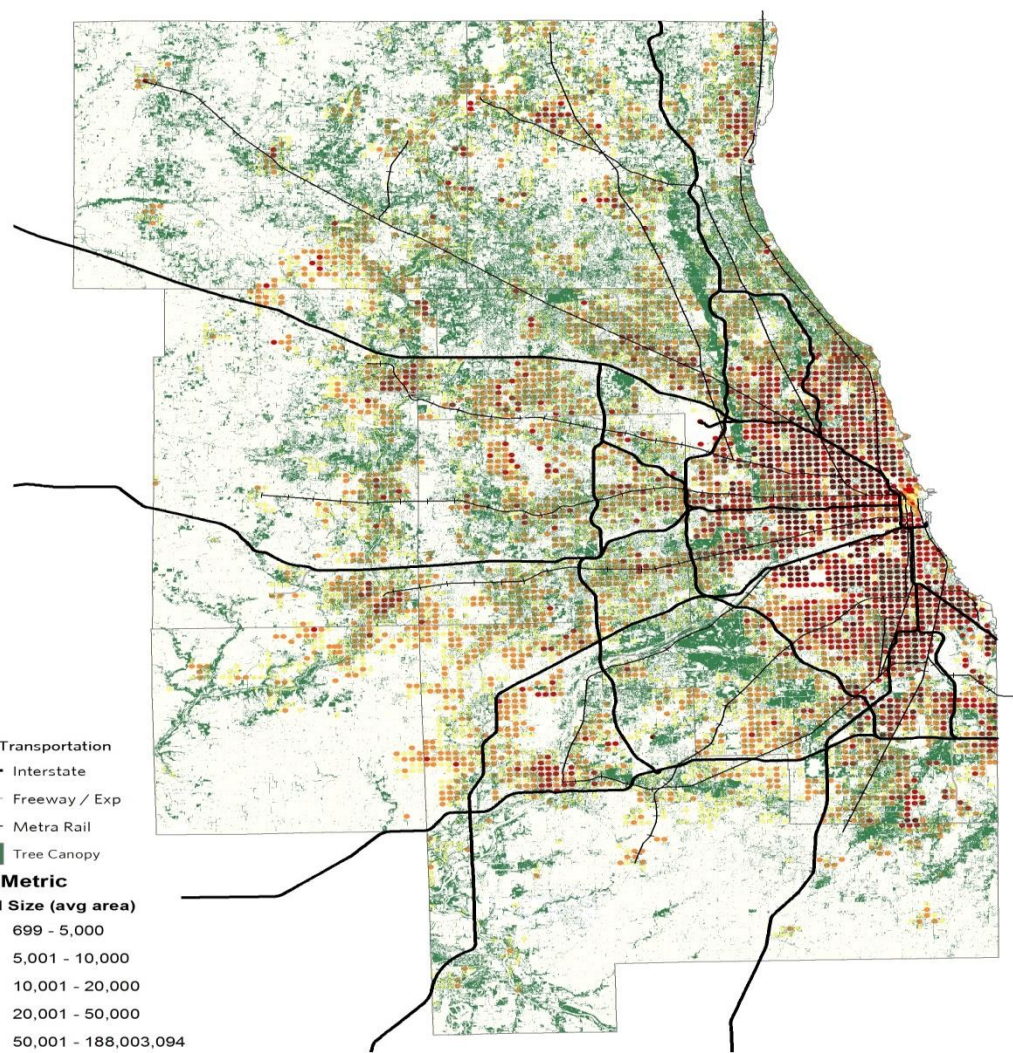 Transportation
Interstate
Freeway / Exp
Metra Rail
Tree Canopy
Metric
Size (avg area)
699 - 5,000
5,001 - 10,000
10,001 - 20,000
20,001 - 50,000
50,001 - 188,003,094